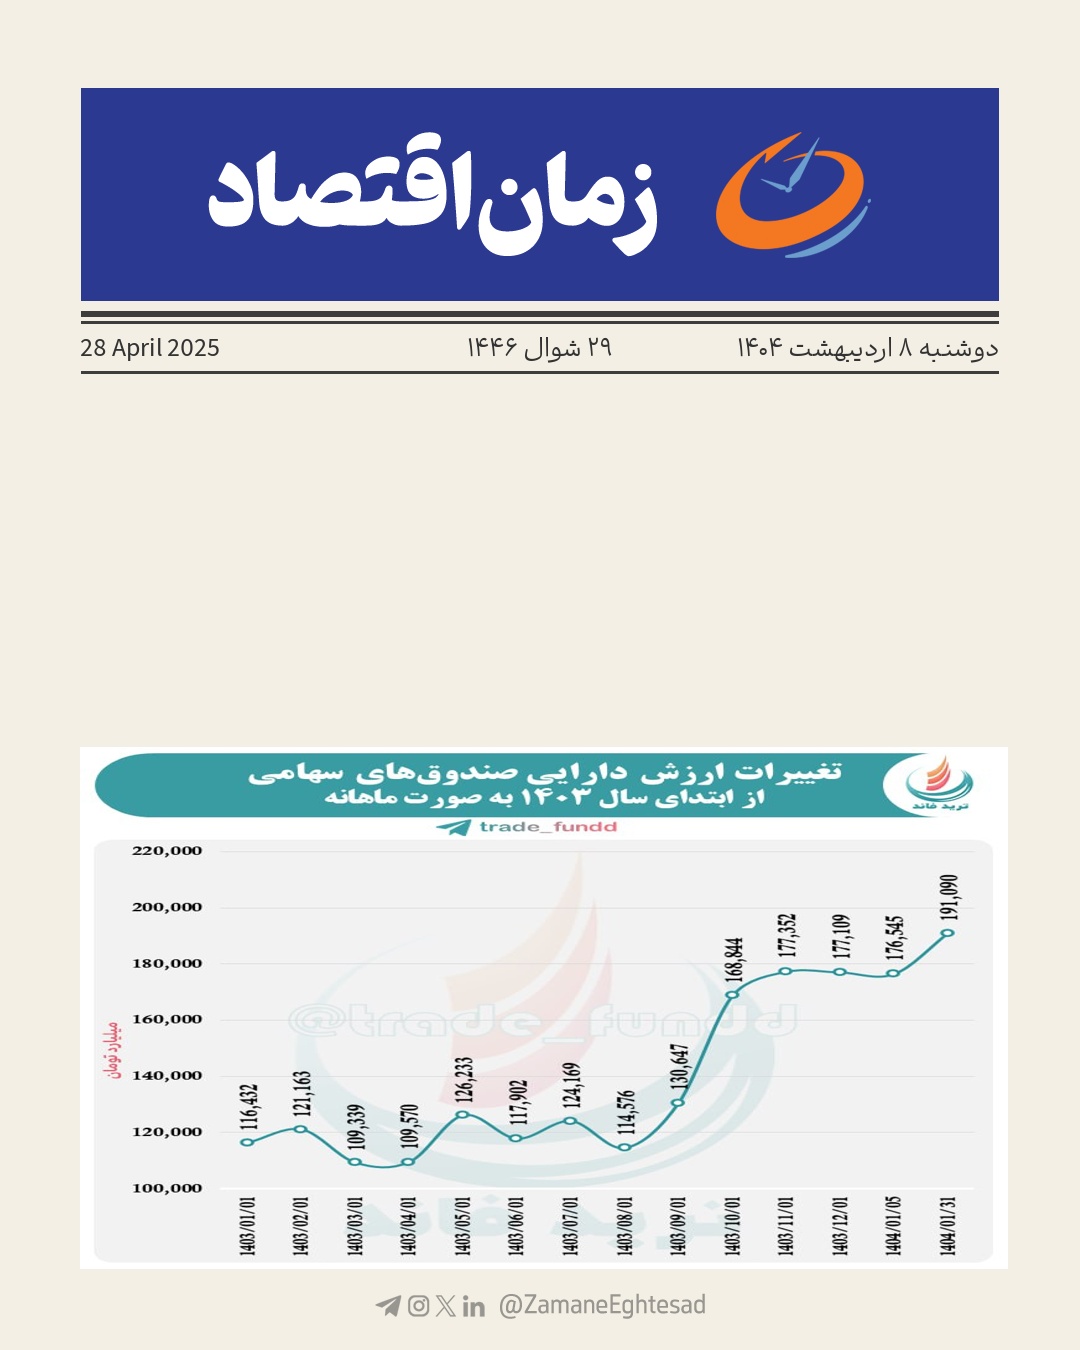 زمان‌اقتصاد
دوشنبه ۸ اردیبهشت ۱۴۰۴
۲۹ شوال ۱۴۴۶
28 April 2025
تغییرات ارزش دارایی صندوق‌های سهامی
از ابتدای سال ۱۴۰۳ به صورت ماهانه
ترید فاند
trade_fundd
میلیارد تومان
220,000
200,000
180,000
160,000
140,000
120,000
100,000
116,432
121,163
109,339
109,570
126,233
117,902
124,169
114,576
130,647
168,844
177,352
177,109
176,545
191,090
@trade_fundd
ترید فاند
1403/01/01
1403/02/01
1403/03/01
1403/04/01
1403/05/01
1403/06/01
1403/07/01
1403/08/01
1403/09/01
1403/10/01
1403/11/01
1403/12/01
1404/01/05
1404/01/31
@ZamaneEghtesad